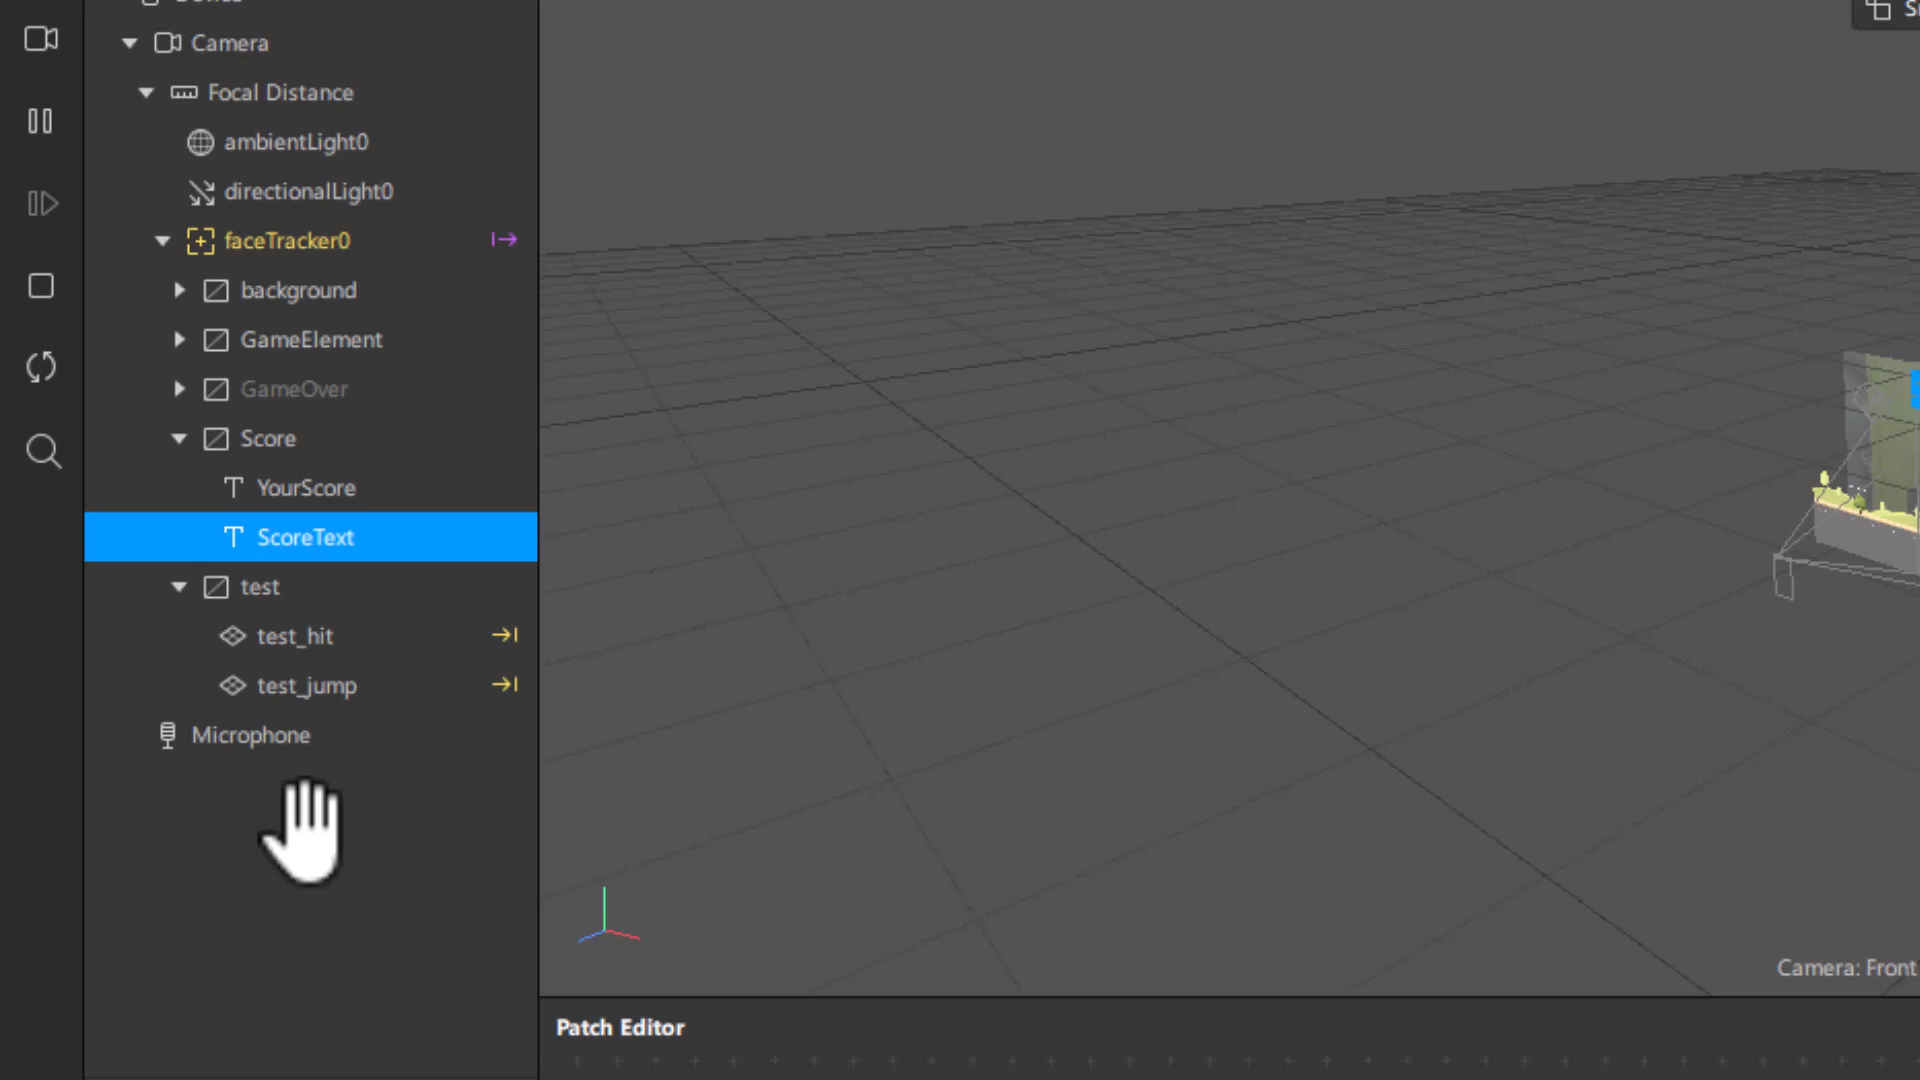 Camera
Focal Distance
ambientLight0
directionalLight0
faceTracker0
background
GameElement
GameOver
Score
YourScore
ScoreText
test
test_hit
test_jump
Microphone
Camera: Front
Patch Editor